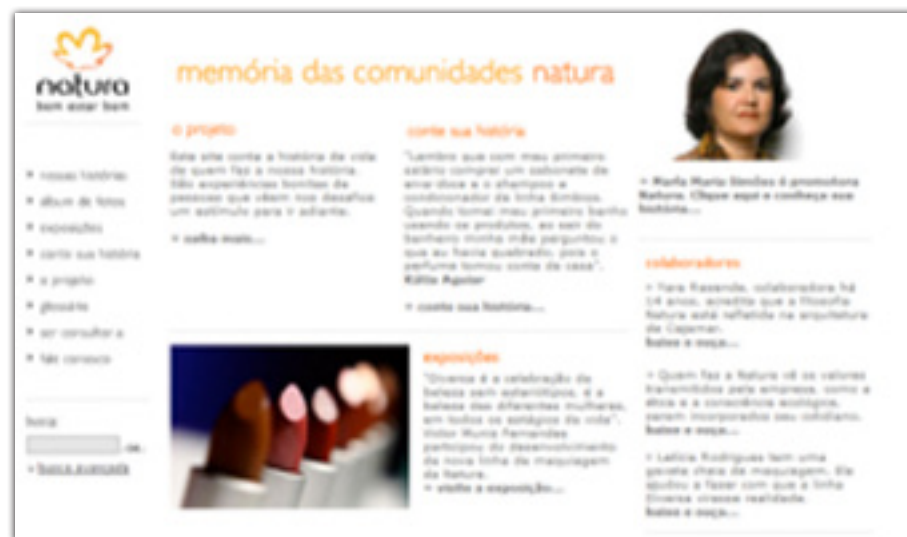 natura
bem estar bem
memória das comunidades natura
nossas histórias
álbum de fotos
exposições
conte sua história
o projeto
glossário
ser consultora
fale conosco
busca
busca avançada
o projeto
Este site conta a história de vida
de quem faz a nossa história.
São experiências bonitas de
pessoas que vêem nos desafios
um estímulo para ir adiante.
» saiba mais...
conte sua história
"Lembro que com meu primeiro
salário comprei um sabonete de
erva-doce e o shampoo e
condicionador da linha
Quando tomei meu primeiro banho
usando os produtos, ao sair do
banheiro minha mãe perguntou o
que eu havia quebrado, pois o
perfume tomou conta da casa".
Kátia Aguiar
» conte sua história...
exposições
"Diversa é a celebração da
beleza sem estereótipos, é a
beleza das diferentes mulheres,
em todos os estágios da vida".
Victor Munia Fernandes
participou do desenvolvimento
da nova linha de maquiagem
da Natura.
» visite a exposição...
» Maria Simões é promotora
Natura. Clique aqui e conheça sua
história...
colaboradores
» Yara Rezende, colaboradora há
14 anos, acredita que a filosofia
Natura está refletida na arquitetura
de Cajamar.
baixe e ouça...
» Quem faz a Natura vê os valores
transmitidos pela empresa, como a
ética e a consciência ecológica,
serem incorporados seu cotidiano.
baixe e ouça...
» Letícia Rodrigues tem uma
gaveta cheia de maquiagem. Ela
ajudou a fazer com que a linha
Diversa virasse realidade.
baixe e ouça...